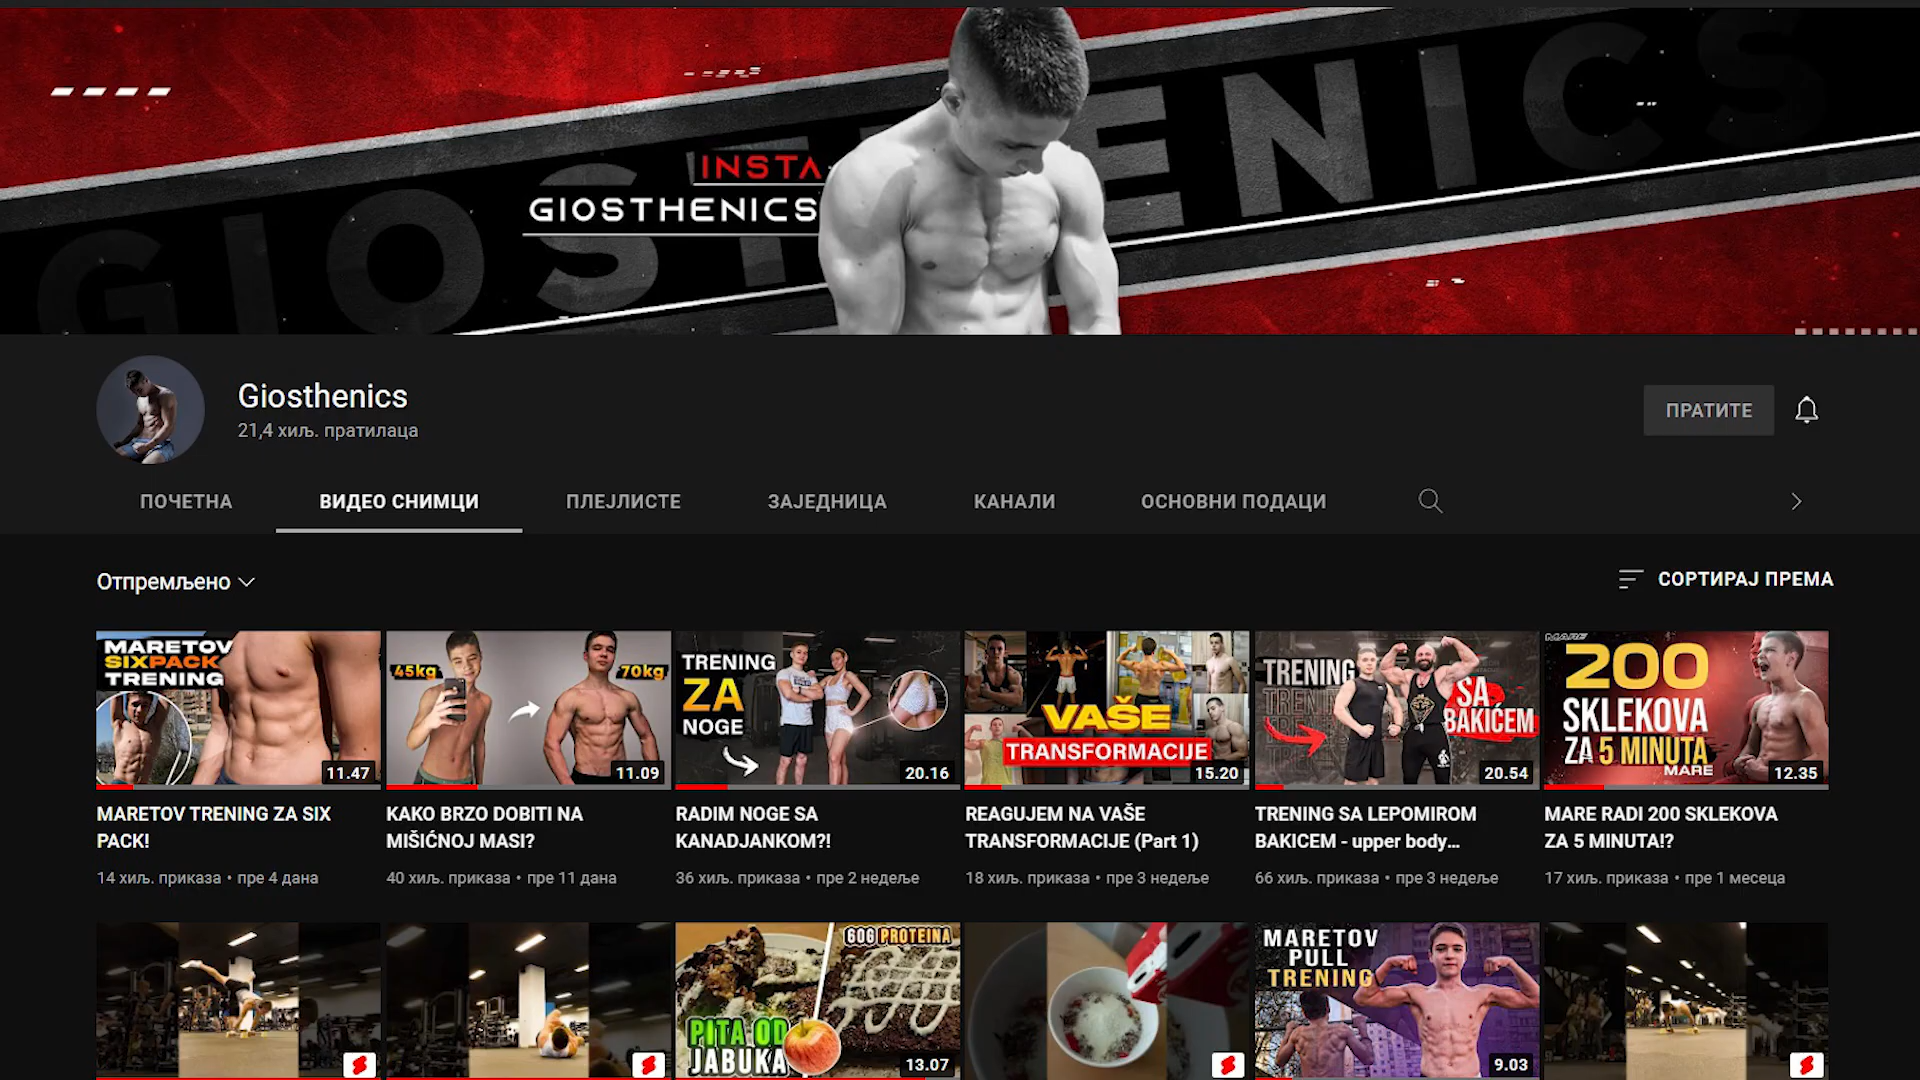 GIOSTHENICS
INSTA
GIOSTHENICS
Giosthenics
21,4 хиљ. пратилаца
ПРАТИТЕ
ПОЧЕТНА
ВИДЕО СНИМЦИ
ПЛЕЈЛИСТЕ
ЗАЈЕДНИЦА
КАНАЛИ
ОСНОВНИ ПОДАЦИ
Отпремљено
СОРТИРАЈ ПРЕМА
MARETOV
SIXPACK
TRENING
11.47
45kg
70kg
11.09
TRENING
ZA
NOGE
20.16
VAŠE
TRANSFORMACIJE
15.20
TRENING
TRENING
TRENING
SA
BAKIĆEM
20.54
MARE
200
SKLEKOVA
ZA 5 MINUTA
MARE
12.35
MARETOV TRENING ZA SIX
PACK!
14 хиљ. приказа • пре 4 дана
KAKO BRZO DOBITI NA
MIŠIĆNOJ MASI?
40 хиљ. приказа • пре 11 дана
RADIM NOGE SA
KANADJANKOM?!
36 хиљ. приказа • пре 2 недеље
REAGUJEM NA VAŠE
TRANSFORMACIJE (Part 1)
18 хиљ. приказа • пре 3 недеље
TRENING SA LEPOMIROM
BAKICEM - upper body...
66 хиљ. приказа • пре 3 недеље
MARE RADI 200 SKLEKOVA
ZA 5 MINUTA!?
17 хиљ. приказа • пре 1 месеца
60G PROTEINA
PITA OD
JABUKA
13.07
MARETOV
PULL
TRENING
9.03